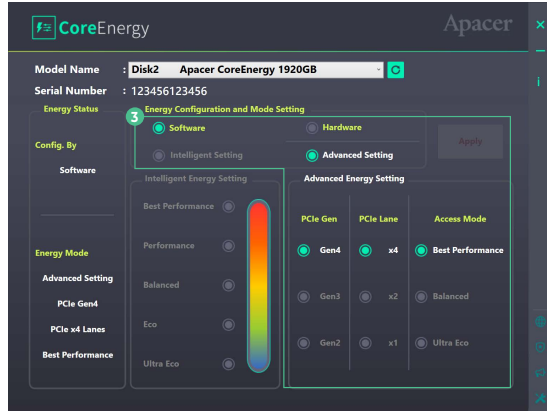 CoreEnergy
Apacer
Model Name : Disk2 Apacer CoreEnergy 1920GB
Serial Number : 123456123456
Energy Status
Config. By
Software
Energy Mode
Advanced Setting
PCIe Gen4
PCIe x4 Lanes
Best Performance
3
Energy Configuration and Mode Setting
Software
Hardware
Intelligent Setting
Advanced Setting
Apply
Intelligent Energy Setting
Best Performance
Performance
Balanced
Eco
Ultra Eco
Advanced Energy Setting
PCIe Gen PCIe Lane Access Mode
Gen4 x4 Best Performance
Gen3 x2 Balanced
Gen2 x1 Ultra Eco